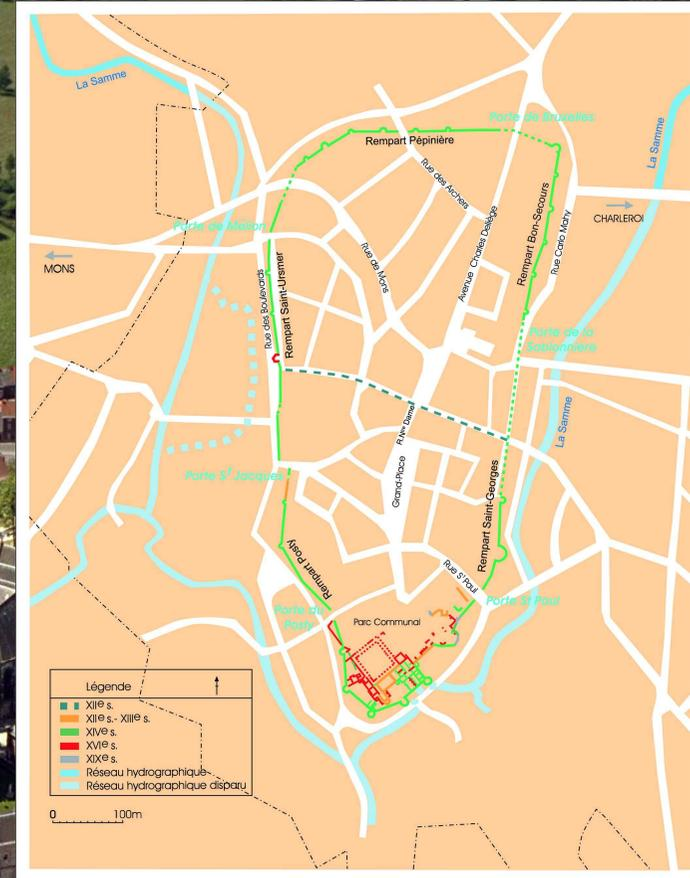 La Samme
Porte de Bruxelles
Rempart Pépinière
Rue des Archers
La Samme
Rempart Bon-Secours
Avenue Charles Deliège
Rue Carlo Mahy
CHARLEROI
Porte de Melion
MONS
Rue de Mons
Rue des Boulevards
Rempart Saint-Ursmer
Porte de la
Sablonnière
La Samme
R.Nᵗʳᵉ Dame
Grand-Place
Porte Sᵗ Jacques
Rempart Saint-Georges
Rempart Posty
Rue Sᵗ Paul
Porte St Paul
Porte du
Posty
Parc Communal
Légende
XIIe s.
XIIe s.- XIIIe s.
XIVe s.
XVIe s.
XIXe s.
Réseau hydrographique
Réseau hydrographique disparu
0 100m